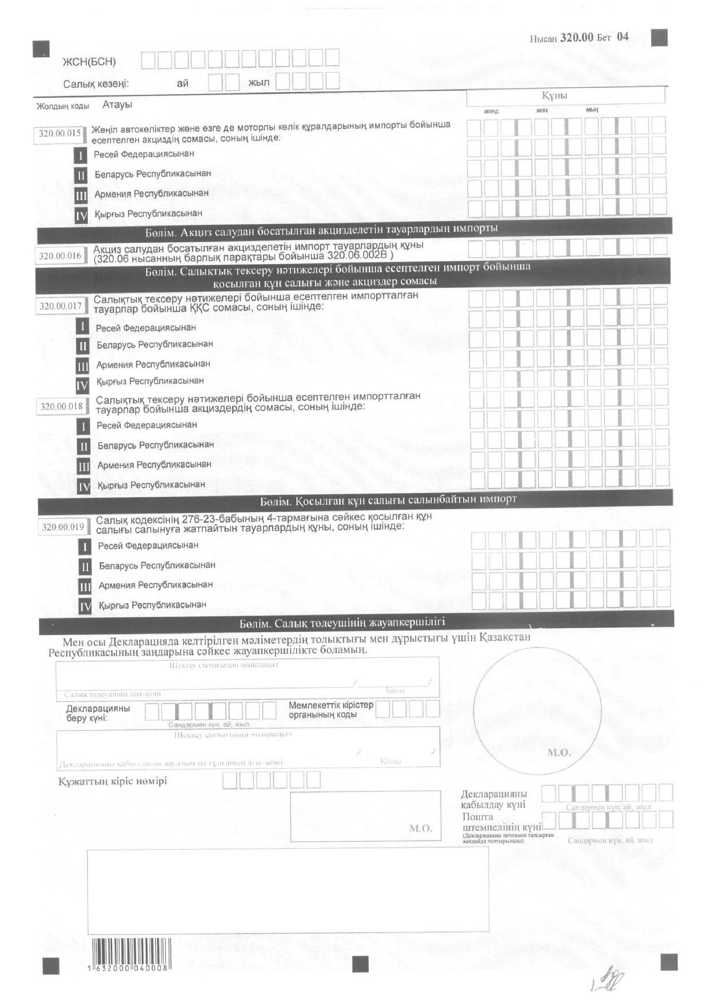 Нысан 320.00 Бет 04
ЖСН(БСН)
Салық кезеңі: ай жыл
Құны
Жолдың коды Атауы
МЛРД. МЛН. МЫҢ
320.00.015 Жеңіл автокөліктер және өзге де моторлы көлік құралдарының импорты бойынша
есептелген акциздің сомасы, соның ішінде:
I Ресей Федерациясынан
II Беларусь Республикасынан
III Армения Республикасынан
IV Қырғыз Республикасынан
Бөлім. Акциз салудан босатылған акцизделетін тауарлардың импорты
320.00.016 Акциз салудан босатылған акцизделетін импорт тауарлардың құны
(320.06 нысанның барлық парақтары бойынша 320.06.002В )
Бөлім. Салықтық тексеру нәтижелері бойынша есептелген импорт бойынша
қосылған құн салығы және акциздер сомасы
320.00.017 Салықтық тексеру нәтижелері бойынша есептелген импортталған
тауарлар бойынша ҚҚС сомасы, соның ішінде:
I Ресей Федерациясынан
II Беларусь Республикасынан
III Армения Республикасынан
IV Қырғыз Республикасынан
320.00.018 Салықтық тексеру нәтижелері бойынша есептелген импортталған
тауарлар бойынша акциздердің сомасы, соның ішінде:
I Ресей Федерациясынан
II Беларусь Республикасынан
III Армения Республикасынан
IV Қырғыз Республикасынан
Бөлім. Қосылған құн салығы салынбайтын импорт
320.00.019 Салық кодексінің 276-23-бабының 4-тармағына сәйкес қосылған құн
салығы салынуға жатпайтын тауарлардың құны, соның ішінде:
I Ресей Федерациясынан
II Беларусь Республикасынан
III Армения Республикасынан
IV Қырғыз Республикасынан
Бөлім. Салық төлеушінің жауапкершілігі
Мен осы Декларацияда келтірілген мәліметердің толықтығы мен дұрыстығы үшін Қазақстан
Республикасының заңдарына сәйкес жауапкершілікте боламын.
Шектеу сызығынан шықпаңыз
/ /
Салық төлеушінің аты-жөні Қолы
Декларацияны
беру күні:
Сандармен күн, ай, жыл
Мемлекеттік кірістер
органының коды
Шектеу сызығынан шықпаңыз
/ /
Декларацияны қабылдаған лауазымды тұлғаның аты-жөні Қолы
М.О.
Құжаттың кіріс нөмірі
М.О.
Декларацияны
қабылдау күні
Сандармен күн, ай, жыл
Пошта
штемпелінің күні
(Декларацияны почтамен тапсырған
жағдайда толтырылады)
Сандармен күн, ай, жыл
1 632000 040008